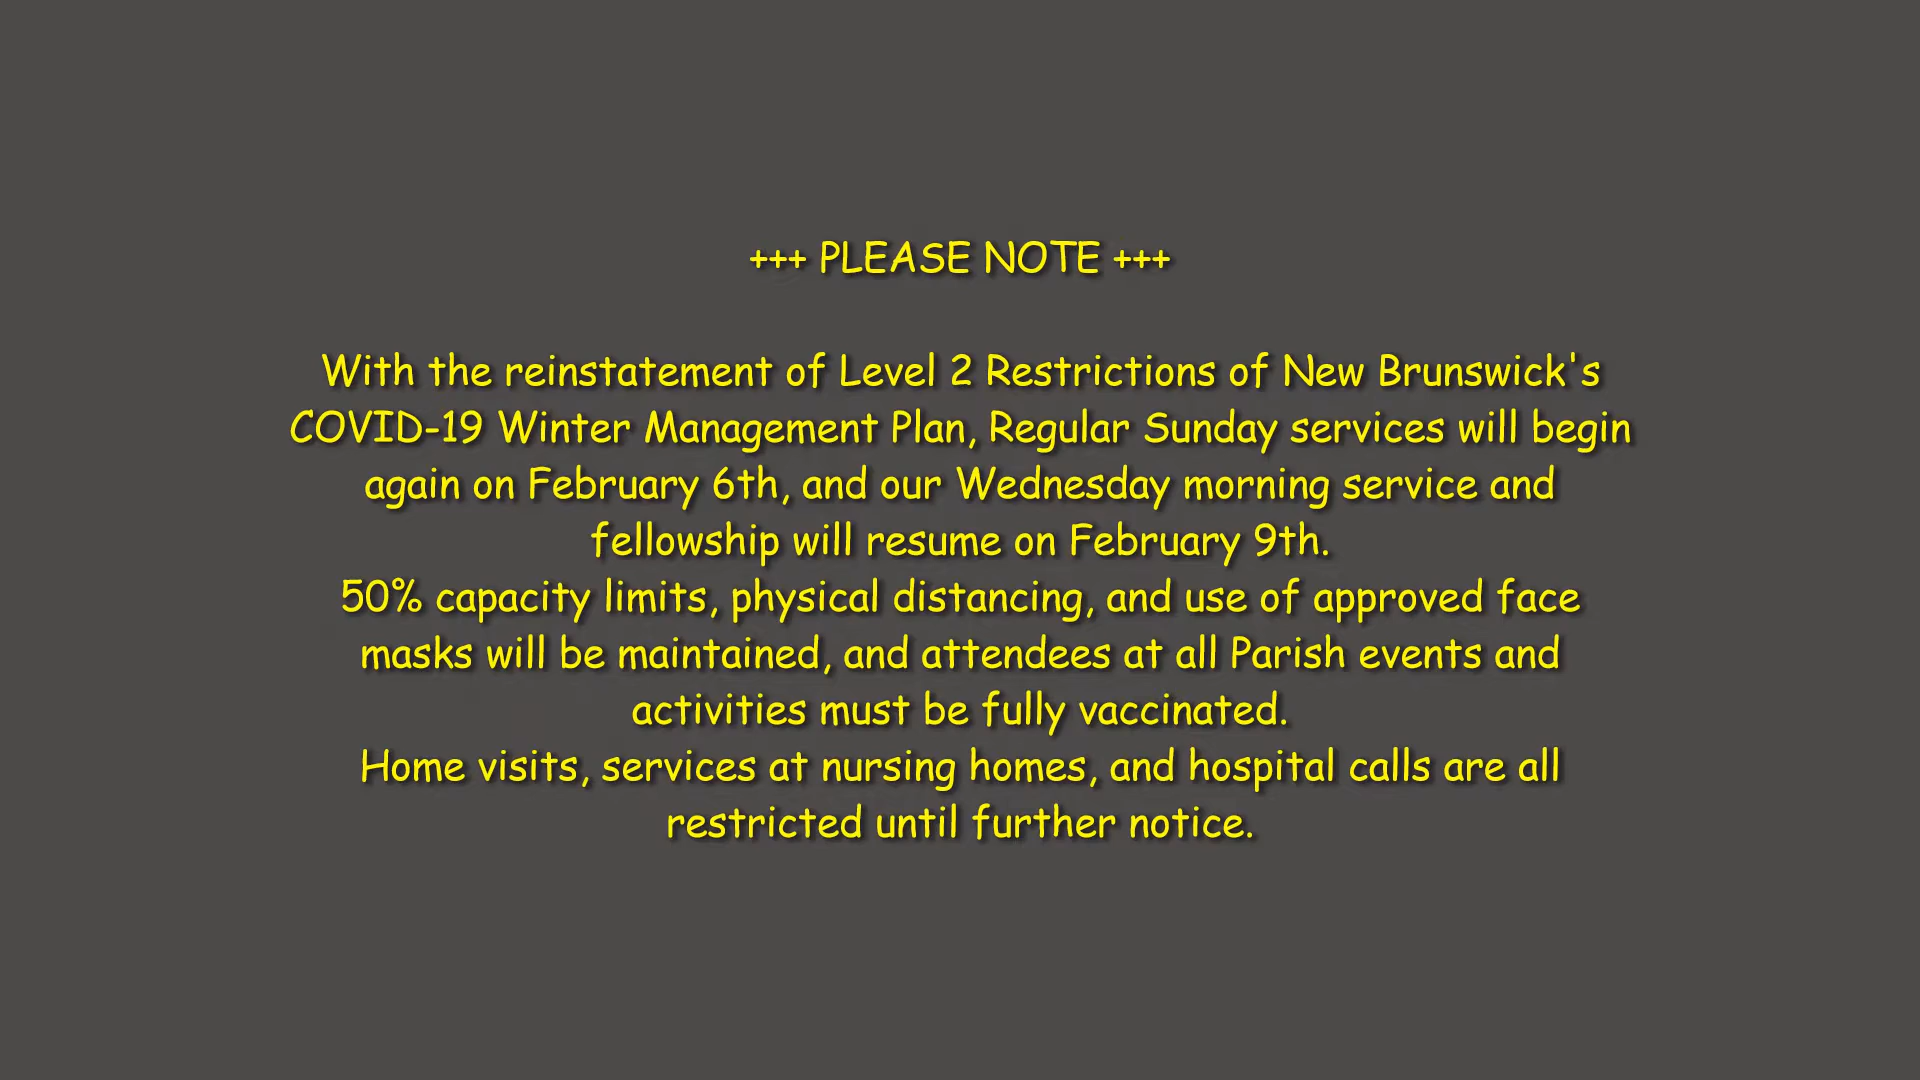 +++ PLEASE NOTE +++
With the reinstatement of Level 2 Restrictions of New Brunswick's
COVID-19 Winter Management Plan, Regular Sunday services will begin
again on February 6th, and our Wednesday morning service and
fellowship will resume on February 9th.
50% capacity limits, physical distancing, and use of approved face
masks will be maintained, and attendees at all Parish events and
activities must be fully vaccinated.
Home visits, services at nursing homes, and hospital calls are all
restricted until further notice.